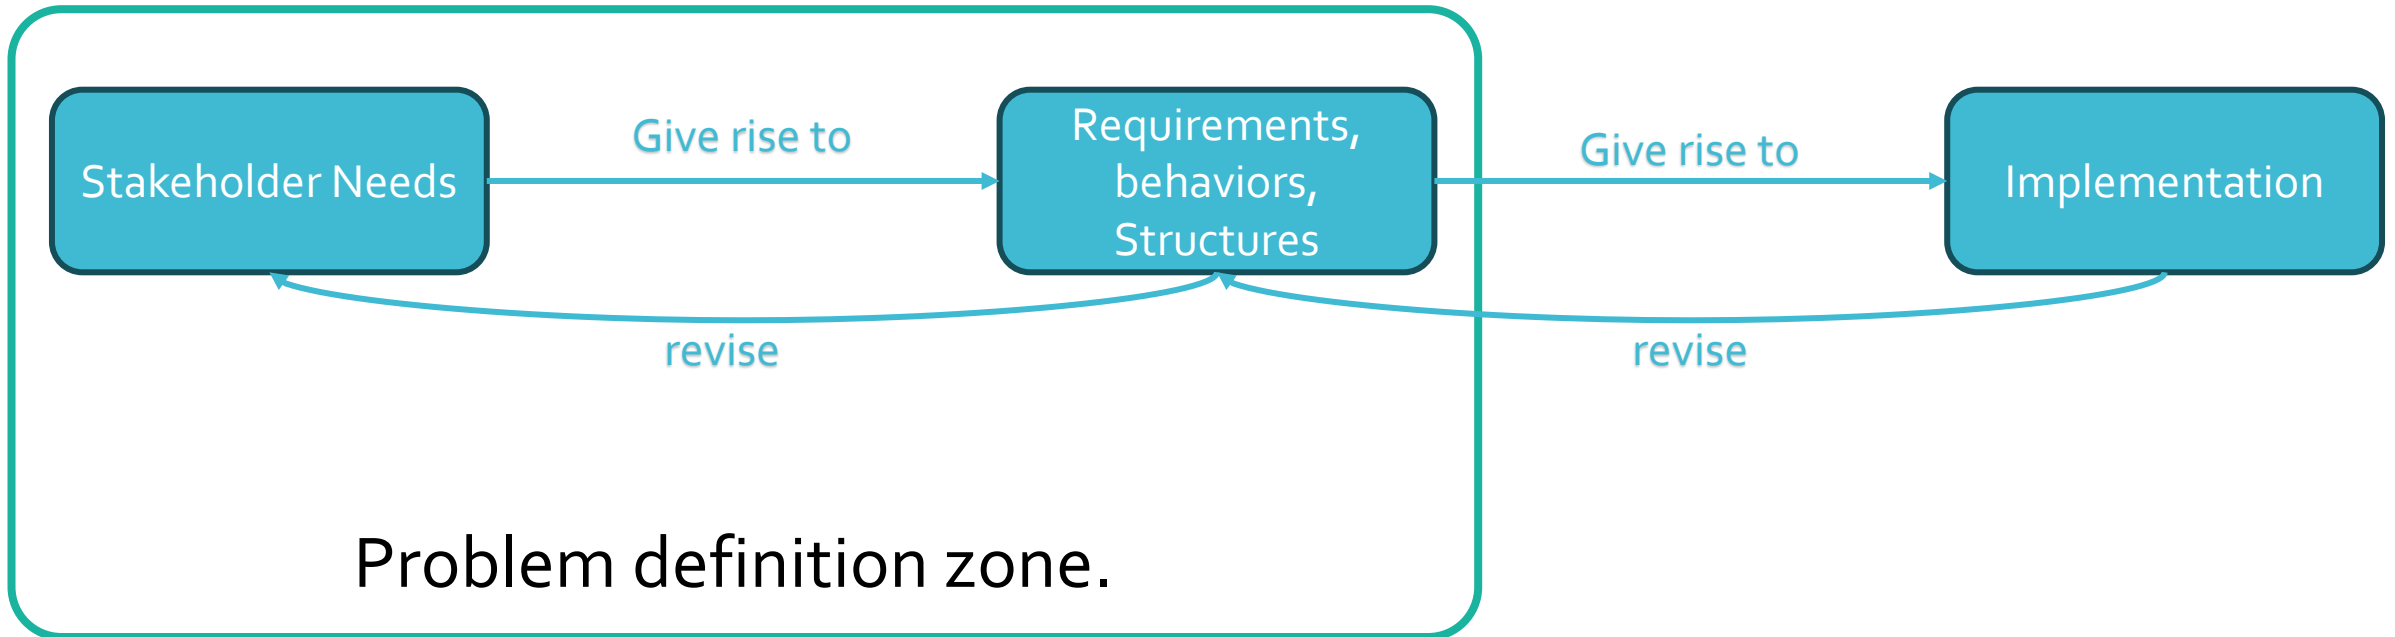 Stakeholder Needs
Give rise to
Requirements,
behaviors,
Structures
Give rise to
Implementation
revise
revise
Problem definition zone.